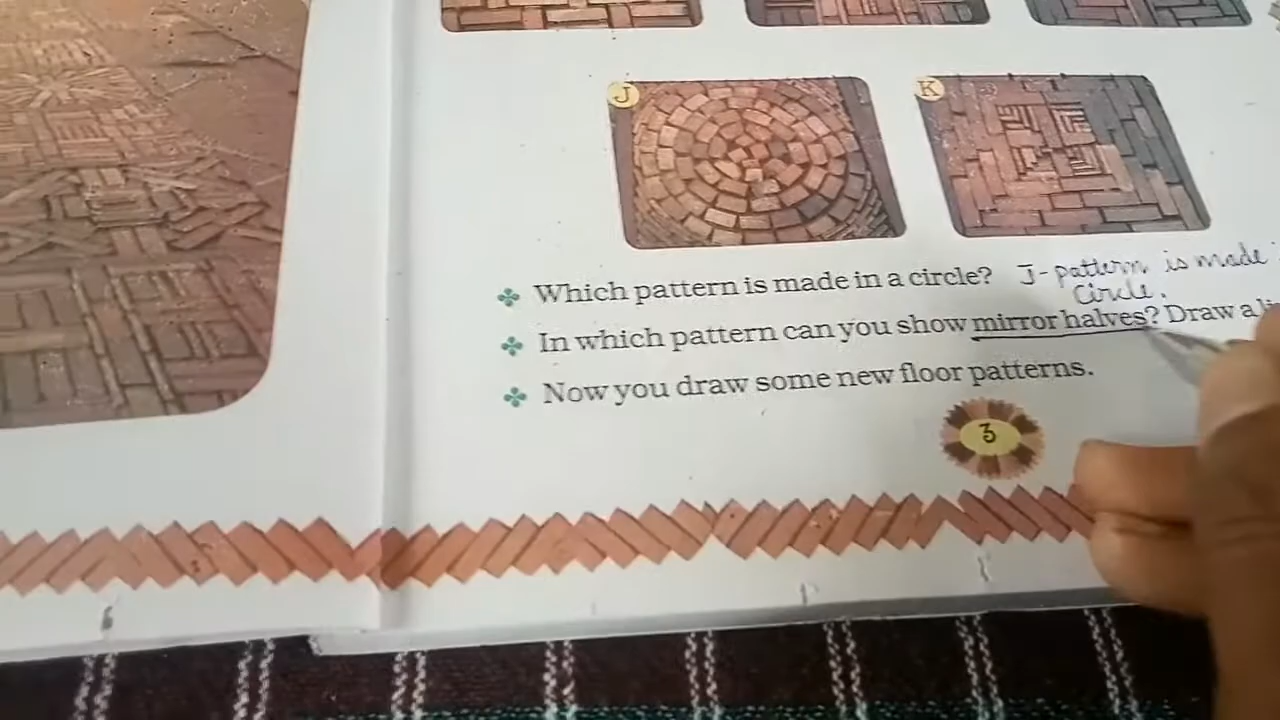 J
K
Which pattern is made in a circle? J-pattern is made
Circle.
In which pattern can you show mirror halves? Draw a
Now you draw some new floor patterns.
3